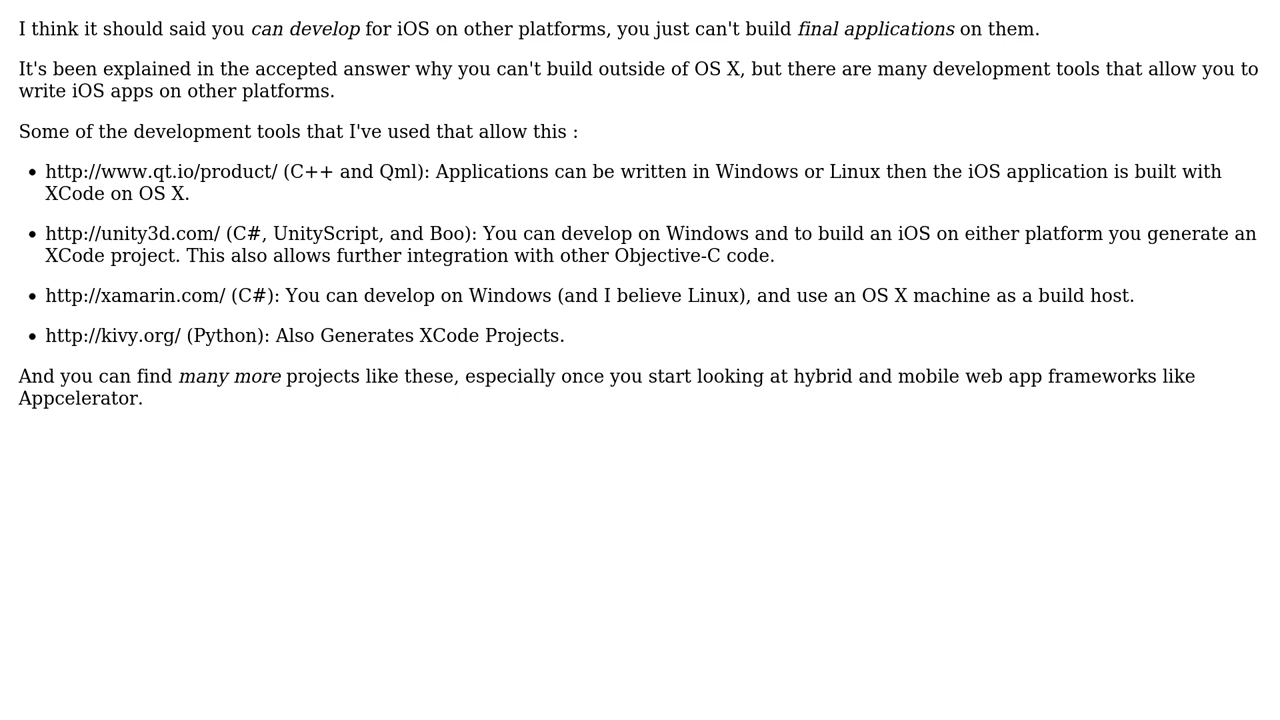 I think it should said you can develop for iOS on other platforms, you just can't build final applications on them.
It's been explained in the accepted answer why you can't build outside of OS X, but there are many development tools that allow you to
write iOS apps on other platforms.
Some of the development tools that I've used that allow this :
• http://www.qt.io/product/ (C++ and Qml): Applications can be written in Windows or Linux then the iOS application is built with
XCode on OS X.
• http://unity3d.com/ (C#, UnityScript, and Boo): You can develop on Windows and to build an iOS on either platform you generate an
XCode project. This also allows further integration with other Objective-C code.
• http://xamarin.com/ (C#): You can develop on Windows (and I believe Linux), and use an OS X machine as a build host.
• http://kivy.org/ (Python): Also Generates XCode Projects.
And you can find many more projects like these, especially once you start looking at hybrid and mobile web app frameworks like
Appcelerator.